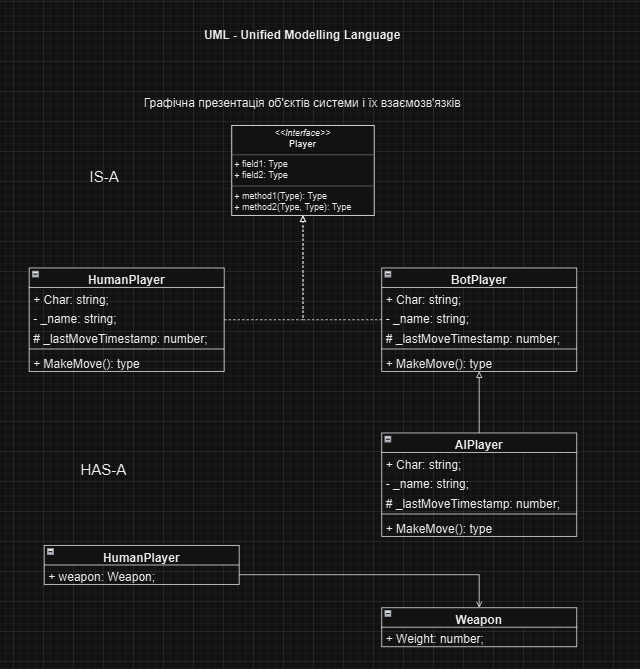 UML - Unified Modelling Language
Графічна презентація об'єктів системи і їх взаємозв'язків
<<Interface>>
Player
+ field1: Type
+ field2: Type
+ method1(Type): Type
+ method2(Type, Type): Type
IS-A
HumanPlayer
+ Char: string;
- _name: string;
# _lastMoveTimestamp: number;
+ MakeMove(): type
BotPlayer
+ Char: string;
- _name: string;
# _lastMoveTimestamp: number;
+ MakeMove(): type
AIPlayer
+ Char: string;
- _name: string;
# _lastMoveTimestamp: number;
+ MakeMove(): type
HAS-A
HumanPlayer
+ weapon: Weapon;
Weapon
+ Weight: number;